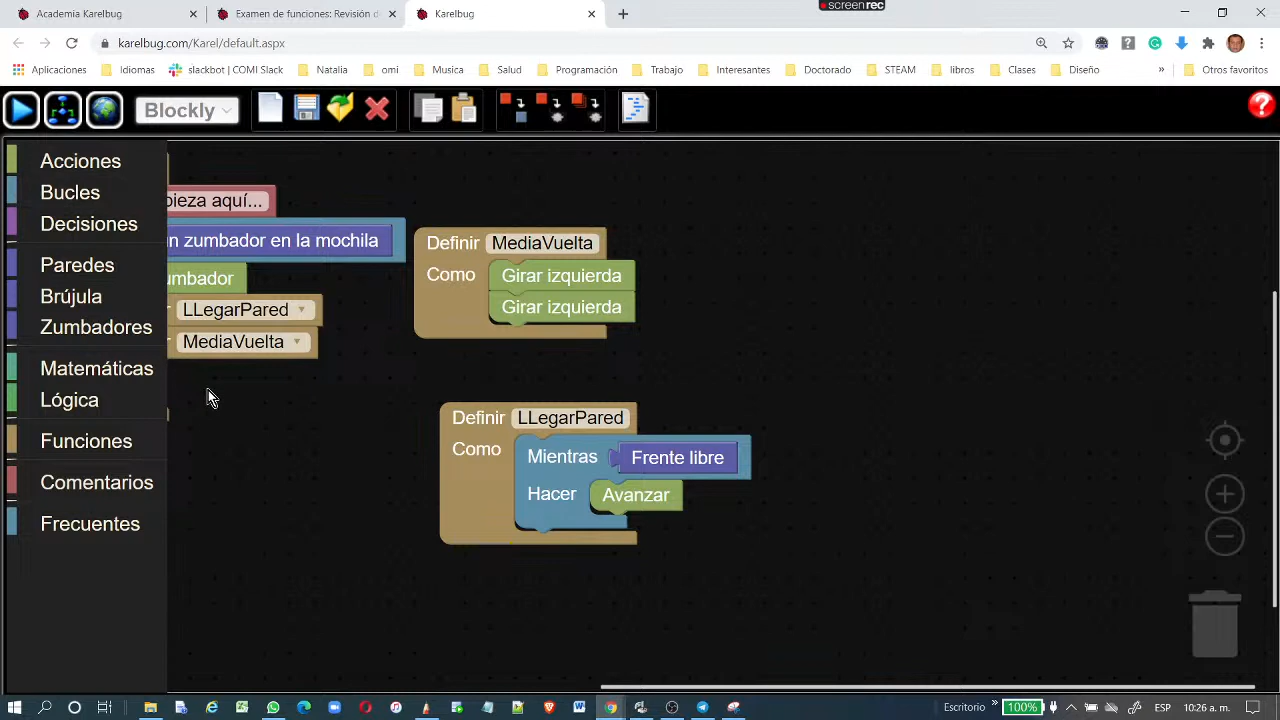 screenrec
Academia Karelbug
Examen de funciones: Revisión de
Karelbug
karelbug.com/Karel/default.aspx
Aplicaciones
Idiomas
slackbot | COMI Slack
Natalia
omi
Musica
Salud
Programación
Trabajo
Interesantes
Doctorado
STEAM
libros
Clases
Diseño
»
Otros favoritos
Blockly
Acciones
Bucles
Decisiones
Paredes
Brújula
Zumbadores
Matemáticas
Lógica
Funciones
Comentarios
Frecuentes
pieza aquí...
n zumbador en la mochila
umbador
LLegarPared
MediaVuelta
Definir MediaVuelta
Como Girar izquierda
Girar izquierda
Definir LLegarPared
Como Mientras Frente libre
Hacer Avanzar
Escritorio » 100% ESP 10:26 a. m.